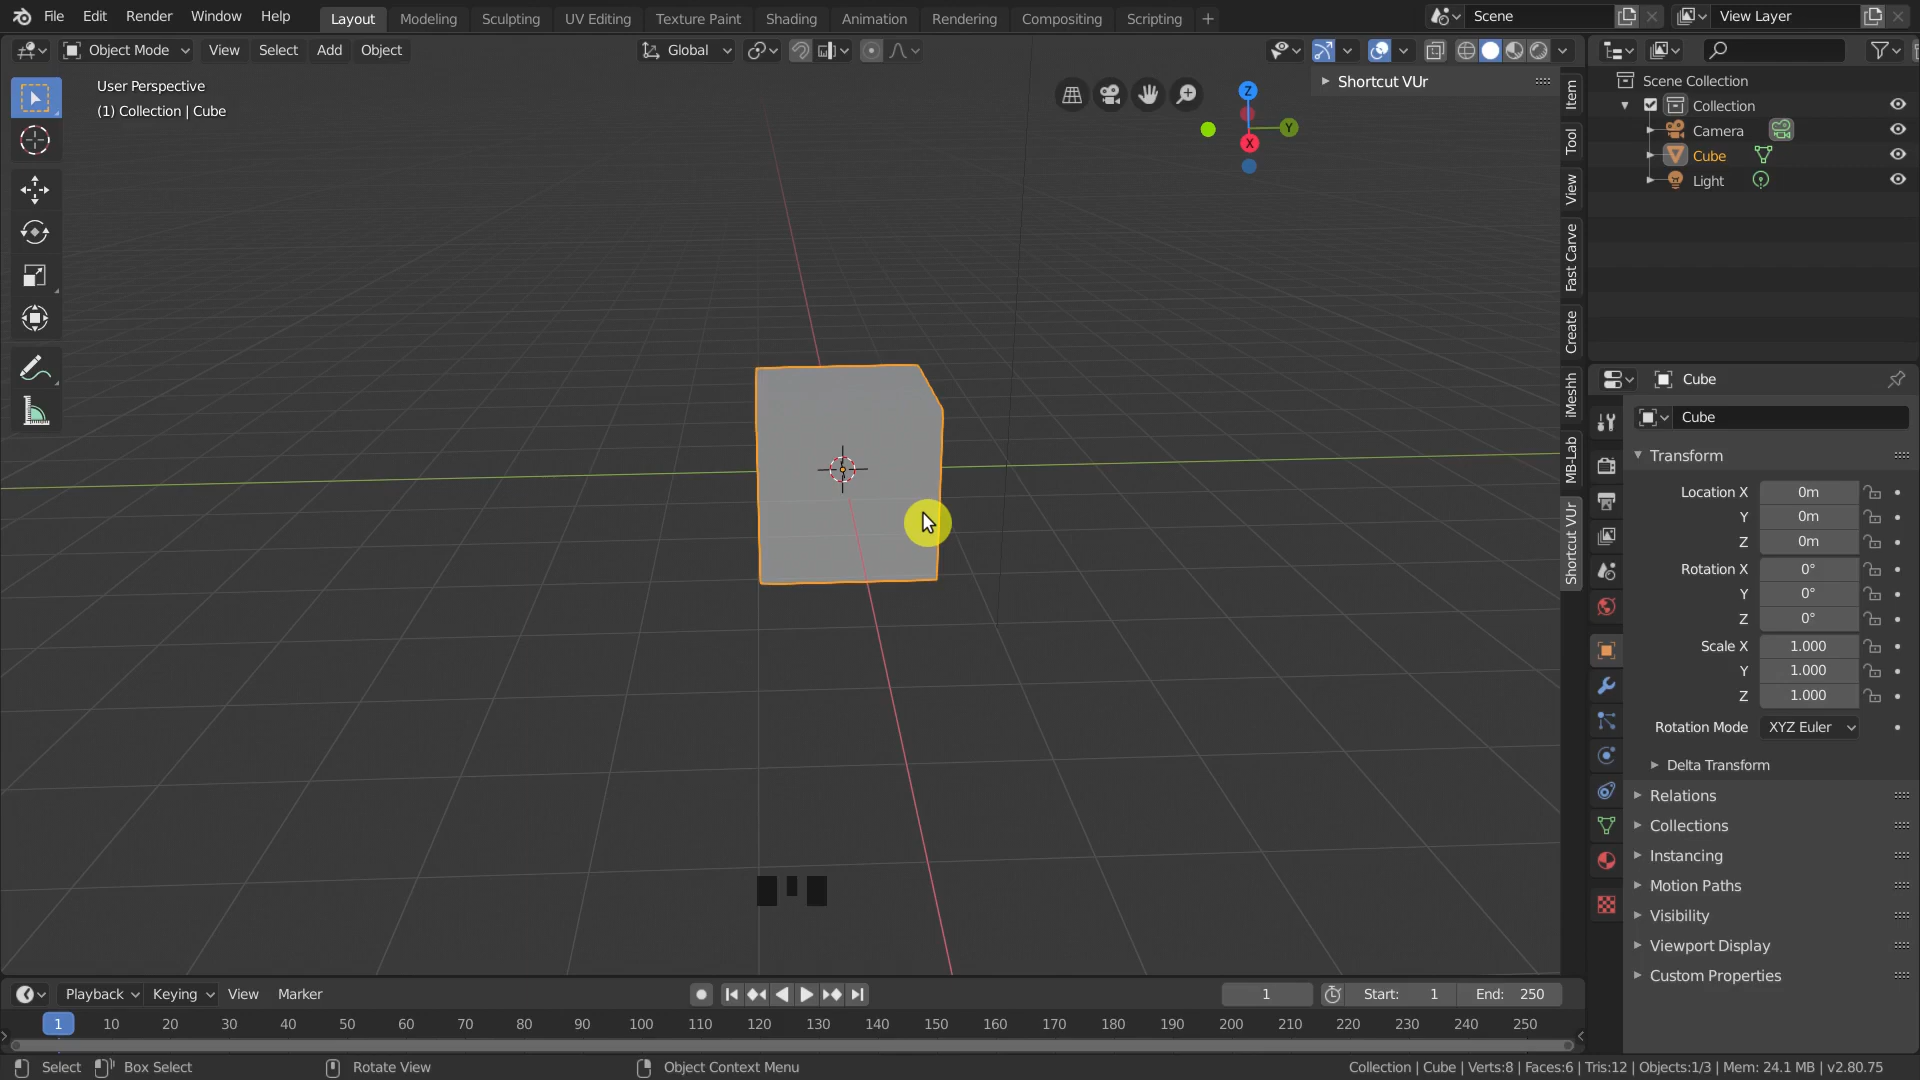 File Edit Render Window Help Layout Modeling Sculpting UV Editing Texture Paint Shading Animation Rendering Compositing Scripting + Scene View Layer
Object Mode View Select Add Object Global
User Perspective
(1) Collection | Cube
Shortcut VUr
Z
Y
X
Item
Tool
View
Fast Carve
Create
iMeshh
MB-Lab
Shortcut VUr
Scene Collection
Collection
Camera
Cube
Light
Cube
Cube
Transform
Location X 0m
Y 0m
Z 0m
Rotation X 0°
Y 0°
Z 0°
Scale X 1.000
Y 1.000
Z 1.000
Rotation Mode XYZ Euler
Delta Transform
Relations
Collections
Instancing
Motion Paths
Visibility
Viewport Display
Custom Properties
Playback Keying View Marker 1 Start: 1 End: 250
1 10 20 30 40 50 60 70 80 90 100 110 120 130 140 150 160 170 180 190 200 210 220 230 240 250
Select Box Select Rotate View Object Context Menu Collection | Cube | Verts:8 | Faces:6 | Tris:12 | Objects:1/3 | Mem: 24.1 MB | v2.80.75